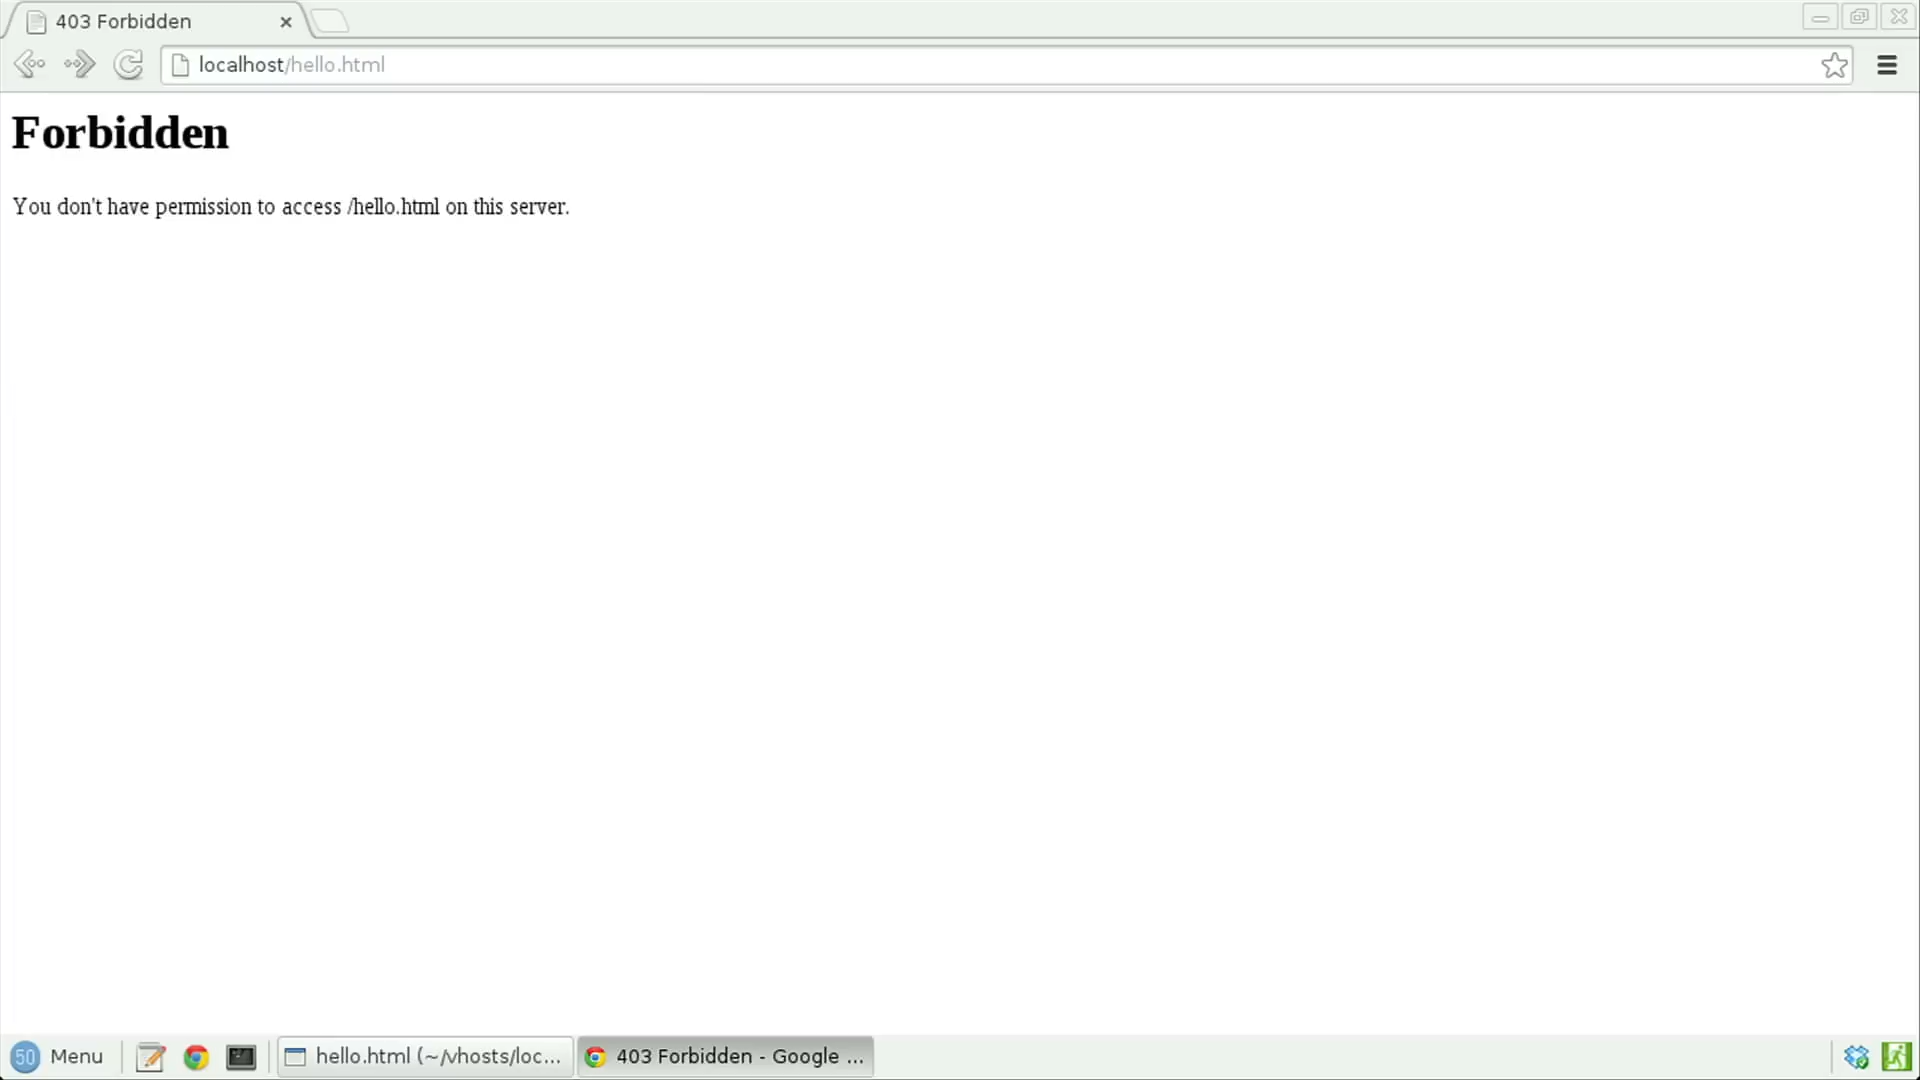 403 Forbidden
localhost/hello.html
Forbidden
You don't have permission to access /hello.html on this server.
50 Menu
hello.html (~/vhosts/loc...
403 Forbidden - Google ...